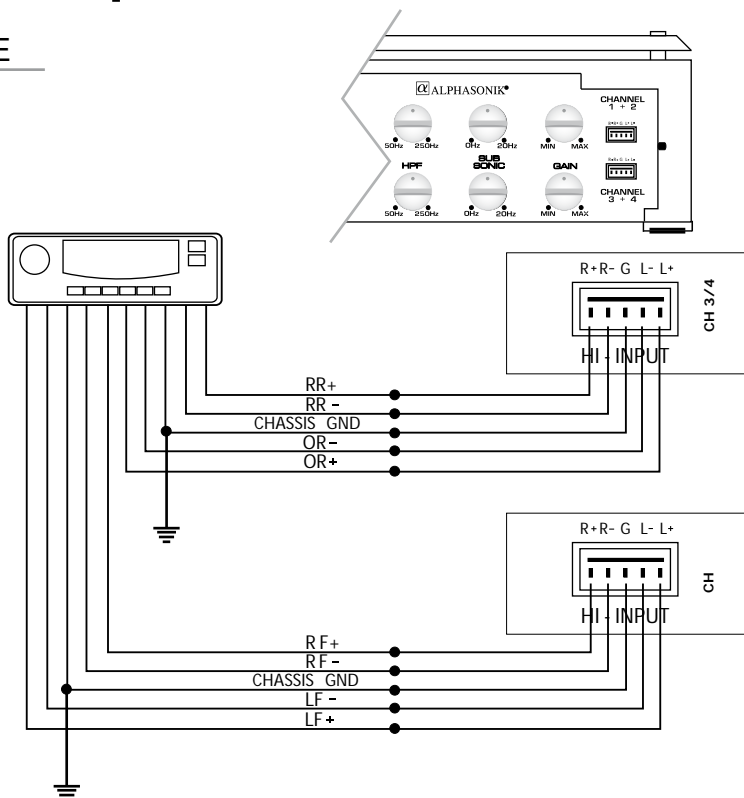 E
α ALPHASONIK
CHANNEL
1 + 2
50Hz 250Hz 0Hz 20Hz MIN MAX
HPF SUB SONIC GAIN
50Hz 250Hz 0Hz 20Hz MIN MAX
CHANNEL
3 + 4
R+R- G L- L+
CH 3/4
HI - INPUT
RR+
RR -
CHASSIS GND
OR-
OR+
R+R- G L- L+
CH
HI - INPUT
RF+
RF-
CHASSIS GND
LF -
LF +